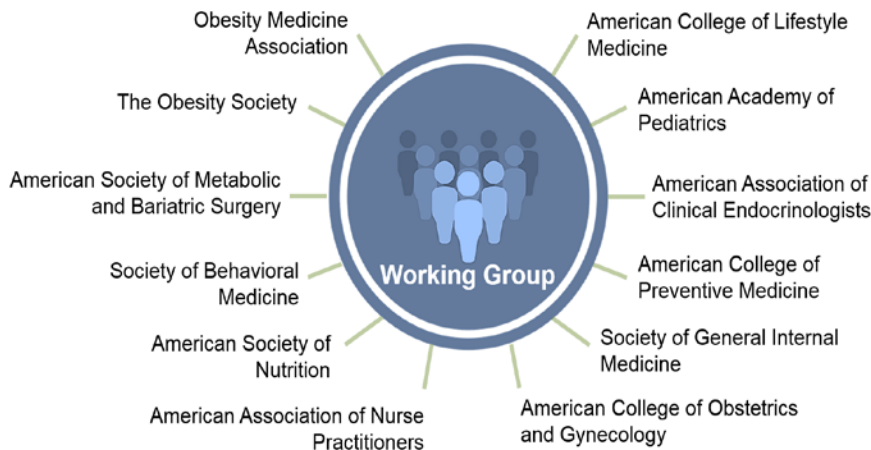 Obesity Medicine
Association
The Obesity Society
American Society of Metabolic
and Bariatric Surgery
Society of Behavioral
Medicine
American Society of
Nutrition
American Association of Nurse
Practitioners
Working Group
American College of Lifestyle
Medicine
American Academy of
Pediatrics
American Association of
Clinical Endocrinologists
American College of
Preventive Medicine
Society of General Internal
Medicine
American College of Obstetrics
and Gynecology